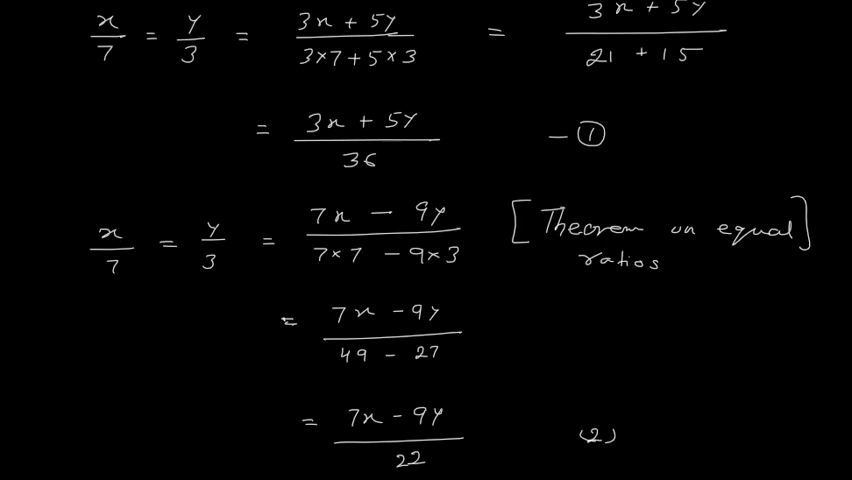 x/7 = y/3 = (3x + 5y)/(3×7+5×3) = (3x + 5y)/(21 + 15)
= (3x + 5y)/36 — ①
x/7 = y/3 = (7x − 9y)/(7×7 − 9×3) [Theorem on equal ratios]
= (7x − 9y)/(49 − 27)
= (7x − 9y)/22 (2)